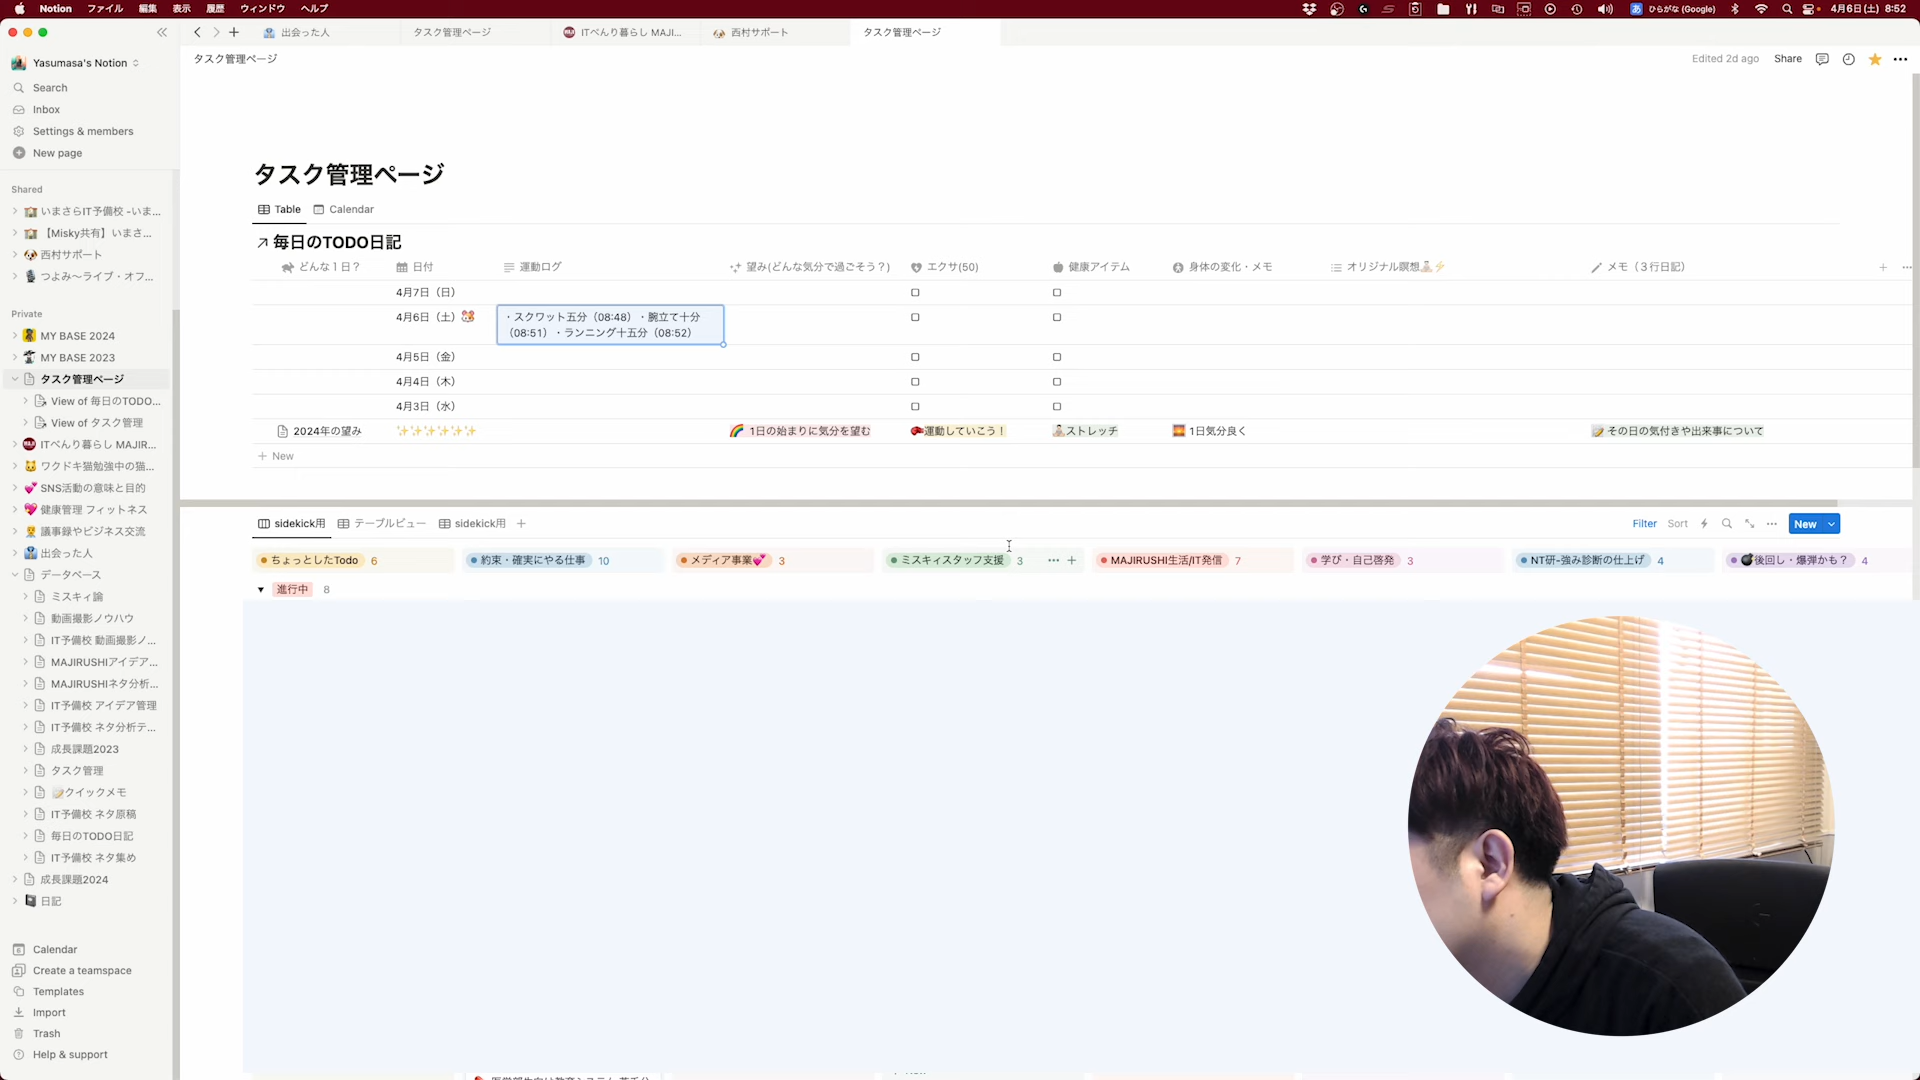 Notion ファイル 編集 表示 履歴 ウィンドウ ヘルプ
ひらがな (Google) 4月6日(土) 8:52
出会った人 タスク管理ページ ITべんり暮らし MAJI... 西村サポート タスク管理ページ
タスク管理ページ
Edited 2d ago Share
Yasumasa's Notion
Search
Inbox
Settings & members
New page
Shared
いまさらIT予備校 -いま...
【Misky共有】いまさ...
西村サポート
つよみ〜ライブ・オフ...
Private
MY BASE 2024
MY BASE 2023
タスク管理ページ
View of 毎日のTODO...
View of タスク管理
ITべんり暮らし MAJIR...
ワクドキ猫勉強中の猫...
SNS活動の意味と目的
健康管理 フィットネス
議事録やビジネス交流
出会った人
データベース
ミスキィ論
動画撮影ノウハウ
IT予備校 動画撮影ノ...
MAJIRUSHIアイデア...
MAJIRUSHIネタ分析...
IT予備校 アイデア管理
IT予備校 ネタ分析テ...
成長課題2023
タスク管理
クイックメモ
IT予備校 ネタ原稿
毎日のTODO日記
IT予備校 ネタ集め
成長課題2024
日記
Calendar
Create a teamspace
Templates
Import
Trash
Help & support
タスク管理ページ
Table Calendar
毎日のTODO日記
どんな１日？ 日付 運動ログ 望み(どんな気分で過ごそう？) エクサ(50) 健康アイテム 身体の変化・メモ オリジナル瞑想 メモ（３行日記）
4月7日（日）
4月6日（土）
・スクワット五分（08:48）・腕立て十分
（08:51）・ランニング十五分（08:52）
4月5日（金）
4月4日（木）
4月3日（水）
2024年の望み 1日の始まりに気分を望む 運動していこう！ ストレッチ 1日気分良く その日の気付きや出来事について
New
sidekick用 テーブルビュー sidekick用
Filter Sort New
ちょっとしたTodo 6 約束・確実にやる仕事 10 メディア事業 3 ミスキィスタッフ支援 3 MAJIRUSHI生活/IT発信 7 学び・自己啓発 3 NT研-強み診断の仕上げ 4 後回し・爆弾かも？ 4
進行中 8